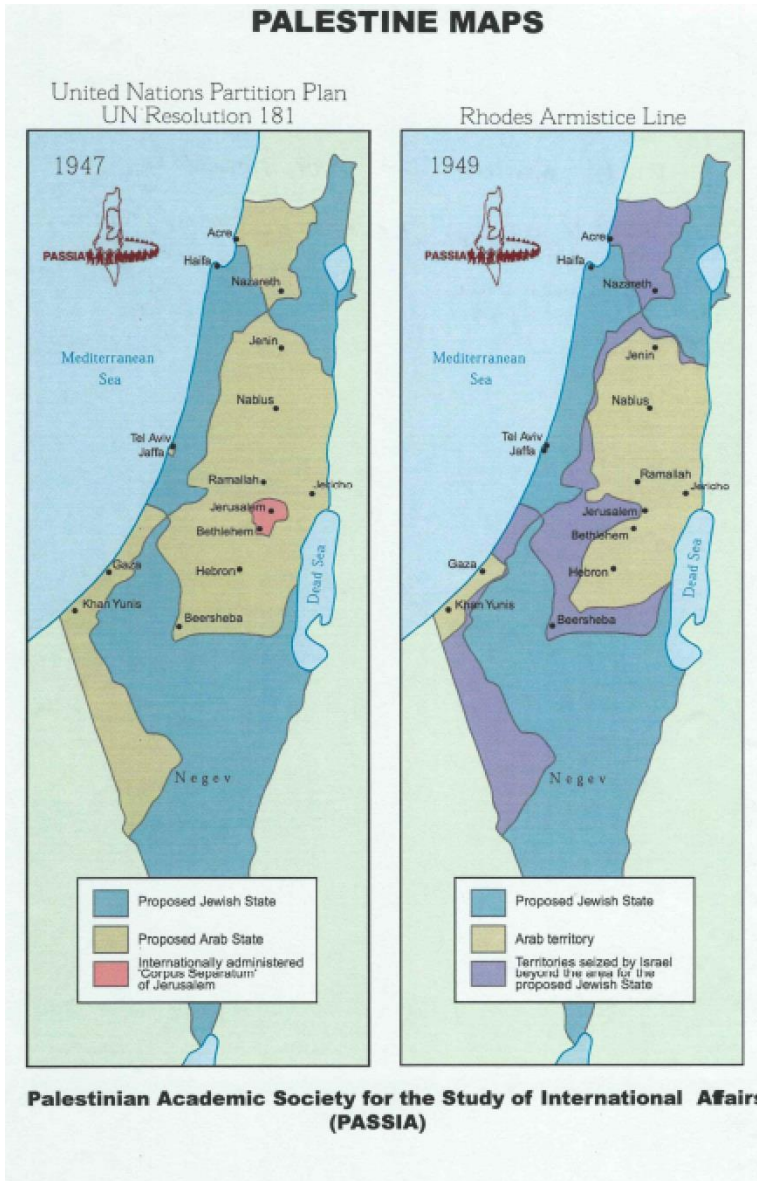 PALESTINE MAPS
United Nations Partition Plan
UN Resolution 181
1947
PASSIA
Acre
Haifa
Nazareth
Jenin
Mediterranean
Sea
Nablus
Tel Aviv
Jaffa
Ramallah
Jericho
Jerusalem
Bethlehem
Gaza
Hebron
Dead Sea
Khan Yunis
Beersheba
Negev
Proposed Jewish State
Proposed Arab State
Internationally administered
'Corpus Separatum'
of Jerusalem
Rhodes Armistice Line
1949
PASSIA
Acre
Haifa
Nazareth
Jenin
Mediterranean
Sea
Nablus
Tel Aviv
Jaffa
Ramallah
Jericho
Jerusalem
Bethlehem
Gaza
Hebron
Dead Sea
Khan Yunis
Beersheba
Negev
Proposed Jewish State
Arab territory
Territories seized by Israel
beyond the area for the
proposed Jewish State
Palestinian Academic Society for the Study of International Affairs
(PASSIA)